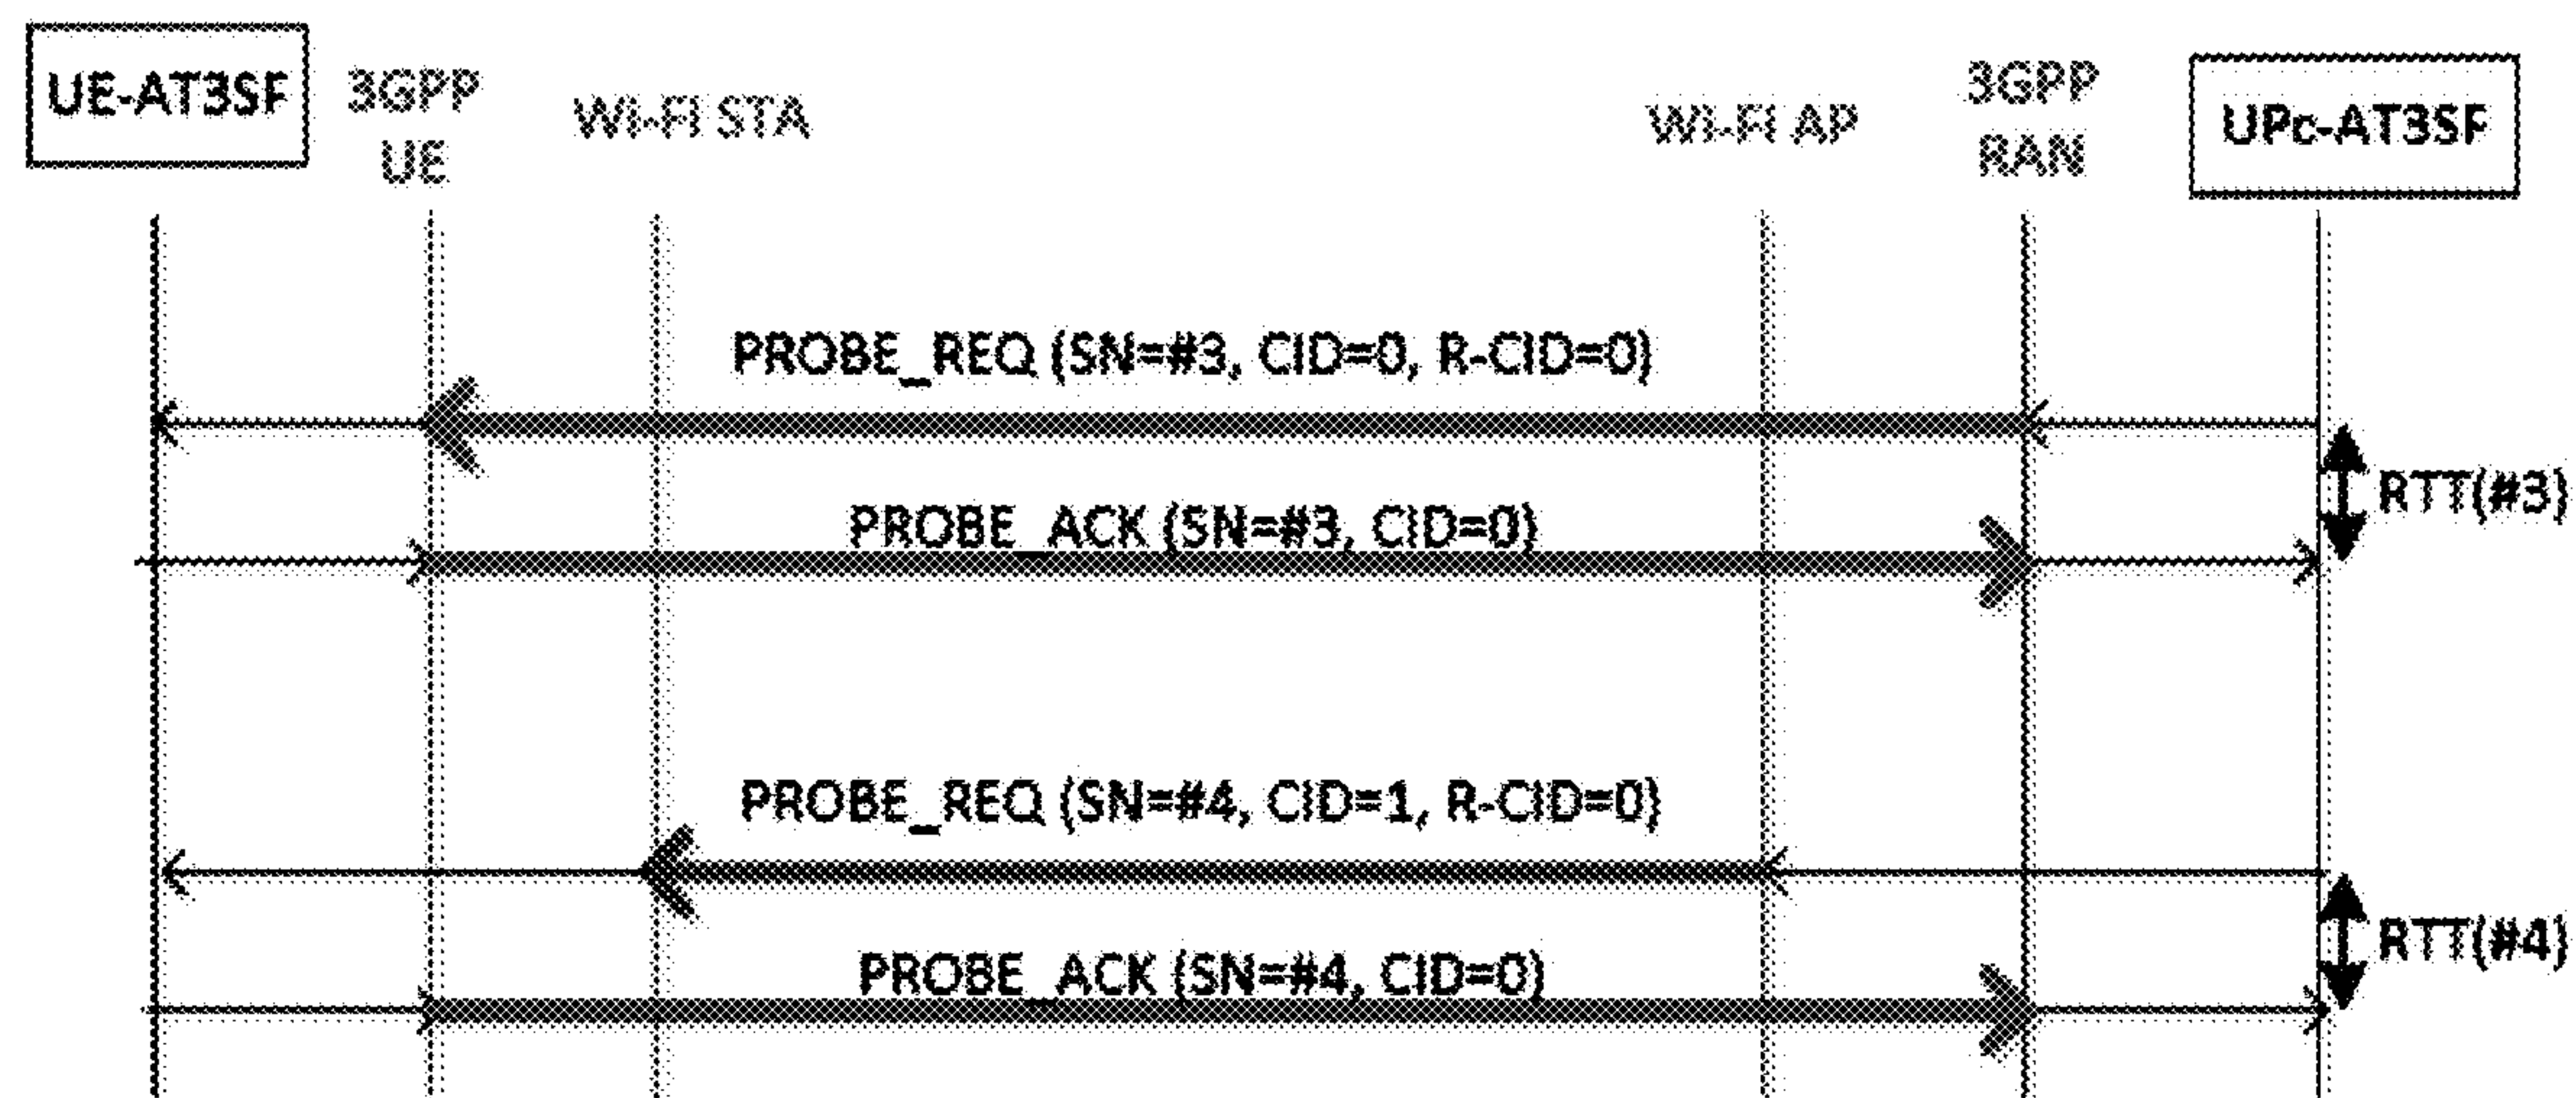 UE-AT3SF
3GPP
UE
WI-FI STA
WI-FI AP
3GPP
RAN
UPc-AT3SF
PROBE_REQ (SN=#3, CID=0, R-CID=0)
RTT(#3)
PROBE_ACK (SN=#3, CID=0)
PROBE_REQ (SN=#4, CID=1, R-CID=0)
RTT(#4)
PROBE_ACK (SN=#4, CID=0)